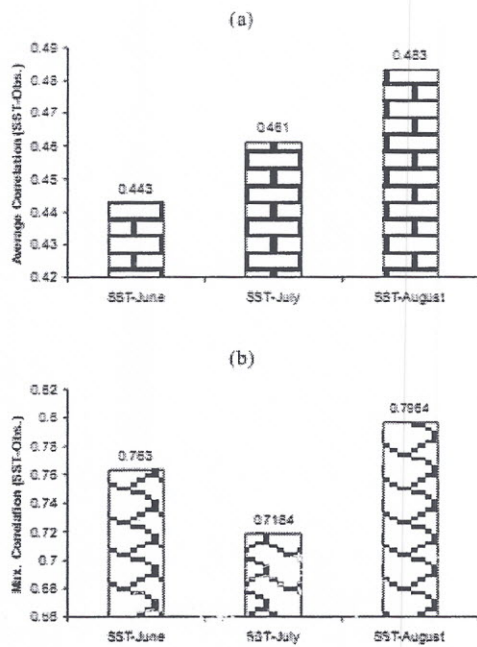 (a)
Average Correlation (SST-Obs.)
0.49
0.48
0.47
0.46
0.45
0.44
0.43
0.42
0.443
0.461
0.483
SST-June
SST-July
SST-August
(b)
Max. Correlation (SST-Obs.)
0.82
0.8
0.78
0.76
0.74
0.72
0.7
0.68
0.66
0.763
0.7184
0.7964
SST-June
SST-July
SST-August